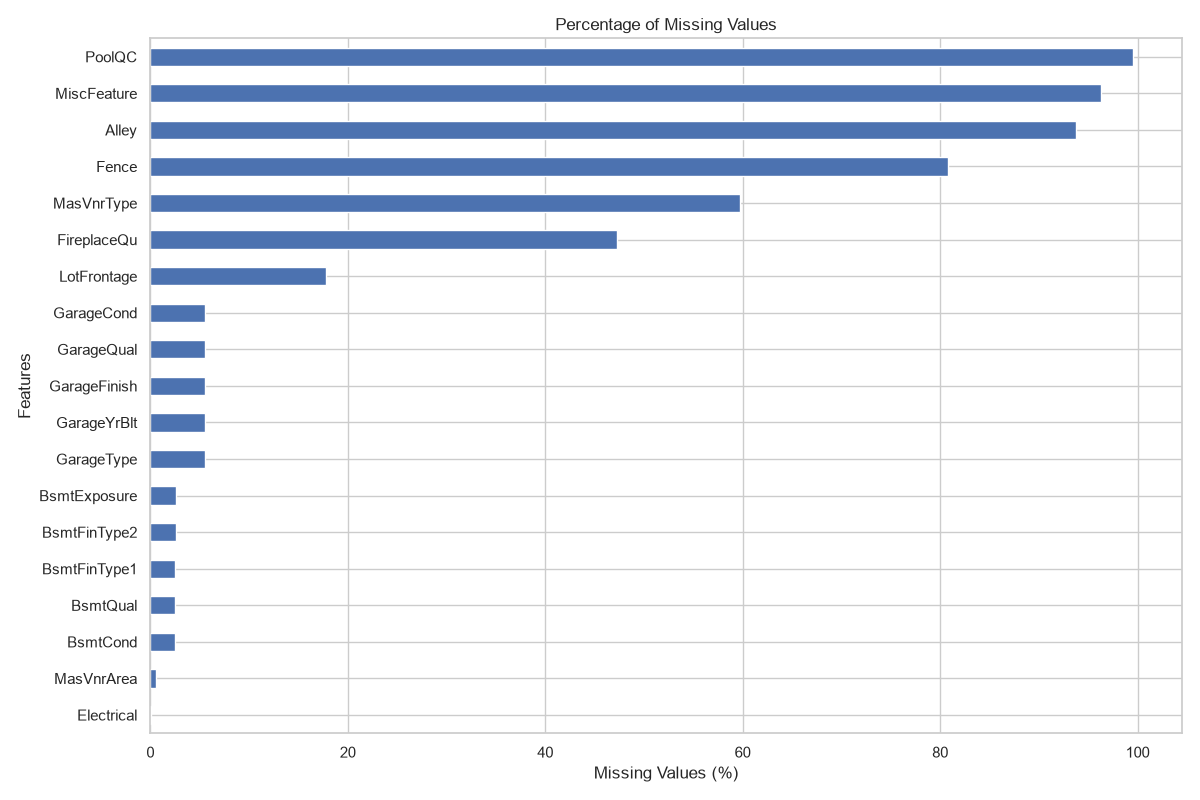 Percentage of Missing Values
PoolQC
MiscFeature
Alley
Fence
MasVnrType
FireplaceQu
LotFrontage
GarageCond
GarageQual
GarageFinish
GarageYrBlt
GarageType
BsmtExposure
BsmtFinType2
BsmtFinType1
BsmtQual
BsmtCond
MasVnrArea
Electrical
Features
0 20 40 60 80 100
Missing Values (%)